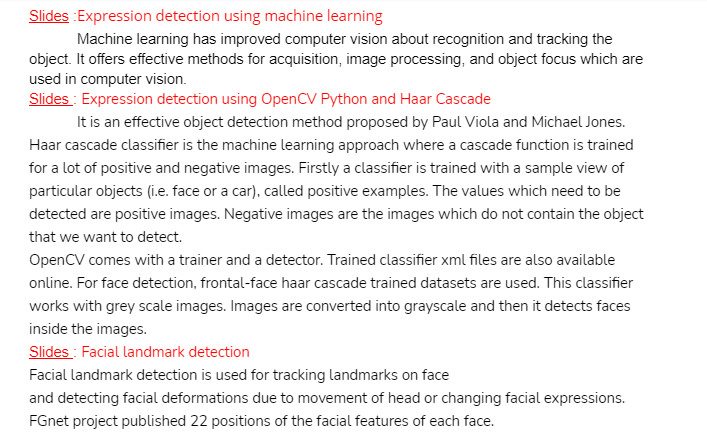 Slides :Expression detection using machine learning
Machine learning has improved computer vision about recognition and tracking the
object. It offers effective methods for acquisition, image processing, and object focus which are
used in computer vision.
Slides : Expression detection using OpenCV Python and Haar Cascade
It is an effective object detection method proposed by Paul Viola and Michael Jones.
Haar cascade classifier is the machine learning approach where a cascade function is trained
for a lot of positive and negative images. Firstly a classifier is trained with a sample view of
particular objects (i.e. face or a car), called positive examples. The values which need to be
detected are positive images. Negative images are the images which do not contain the object
that we want to detect.
OpenCV comes with a trainer and a detector. Trained classifier xml files are also available
online. For face detection, frontal-face haar cascade trained datasets are used. This classifier
works with grey scale images. Images are converted into grayscale and then it detects faces
inside the images.
Slides : Facial landmark detection
Facial landmark detection is used for tracking landmarks on face
and detecting facial deformations due to movement of head or changing facial expressions.
FGnet project published 22 positions of the facial features of each face.